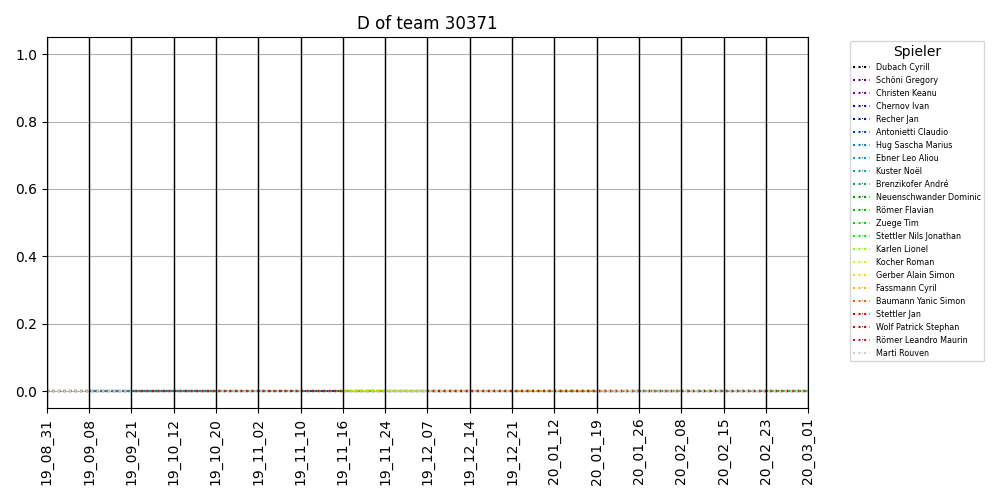 D of team 30371
1.0
0.8
0.6
0.4
0.2
0.0
19_08_31
19_09_08
19_09_21
19_10_12
19_10_20
19_11_02
19_11_10
19_11_16
19_11_24
19_12_07
19_12_14
19_12_21
20_01_12
20_01_19
20_01_26
20_02_08
20_02_15
20_02_23
20_03_01
Spieler
Dubach Cyrill
Schöni Gregory
Christen Keanu
Chernov Ivan
Recher Jan
Antonietti Claudio
Hug Sascha Marius
Ebner Leo Aliou
Kuster Noël
Brenzikofer André
Neuenschwander Dominic
Römer Flavian
Zuege Tim
Stettler Nils Jonathan
Karlen Lionel
Kocher Roman
Gerber Alain Simon
Fassmann Cyril
Baumann Yanic Simon
Stettler Jan
Wolf Patrick Stephan
Römer Leandro Maurin
Marti Rouven